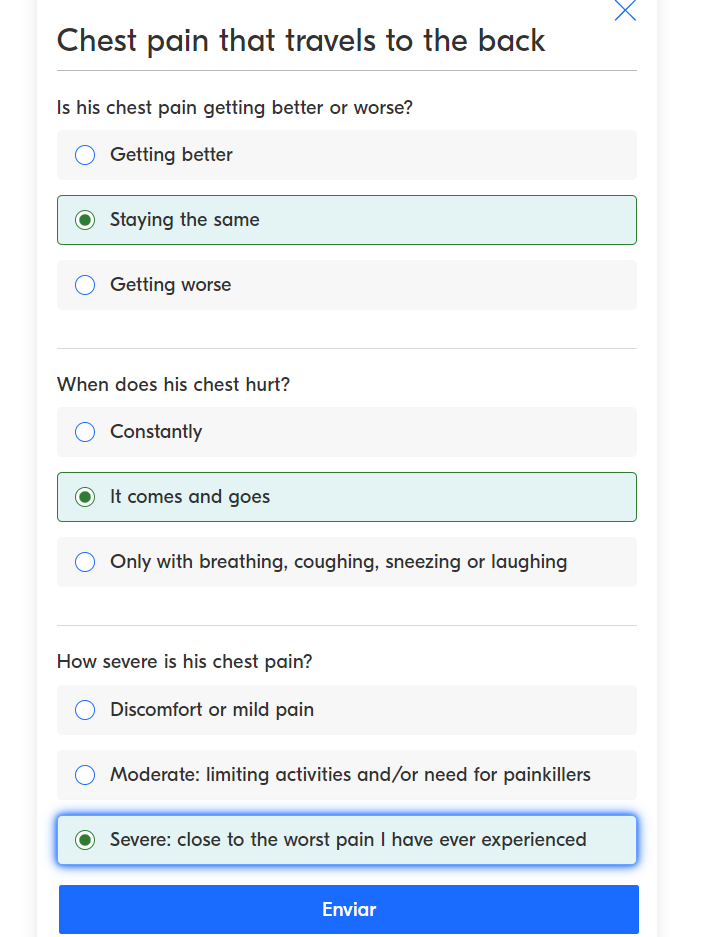 Chest pain that travels to the back
Is his chest pain getting better or worse?
Getting better
Staying the same
Getting worse
When does his chest hurt?
Constantly
It comes and goes
Only with breathing, coughing, sneezing or laughing
How severe is his chest pain?
Discomfort or mild pain
Moderate: limiting activities and/or need for painkillers
Severe: close to the worst pain I have ever experienced
Enviar